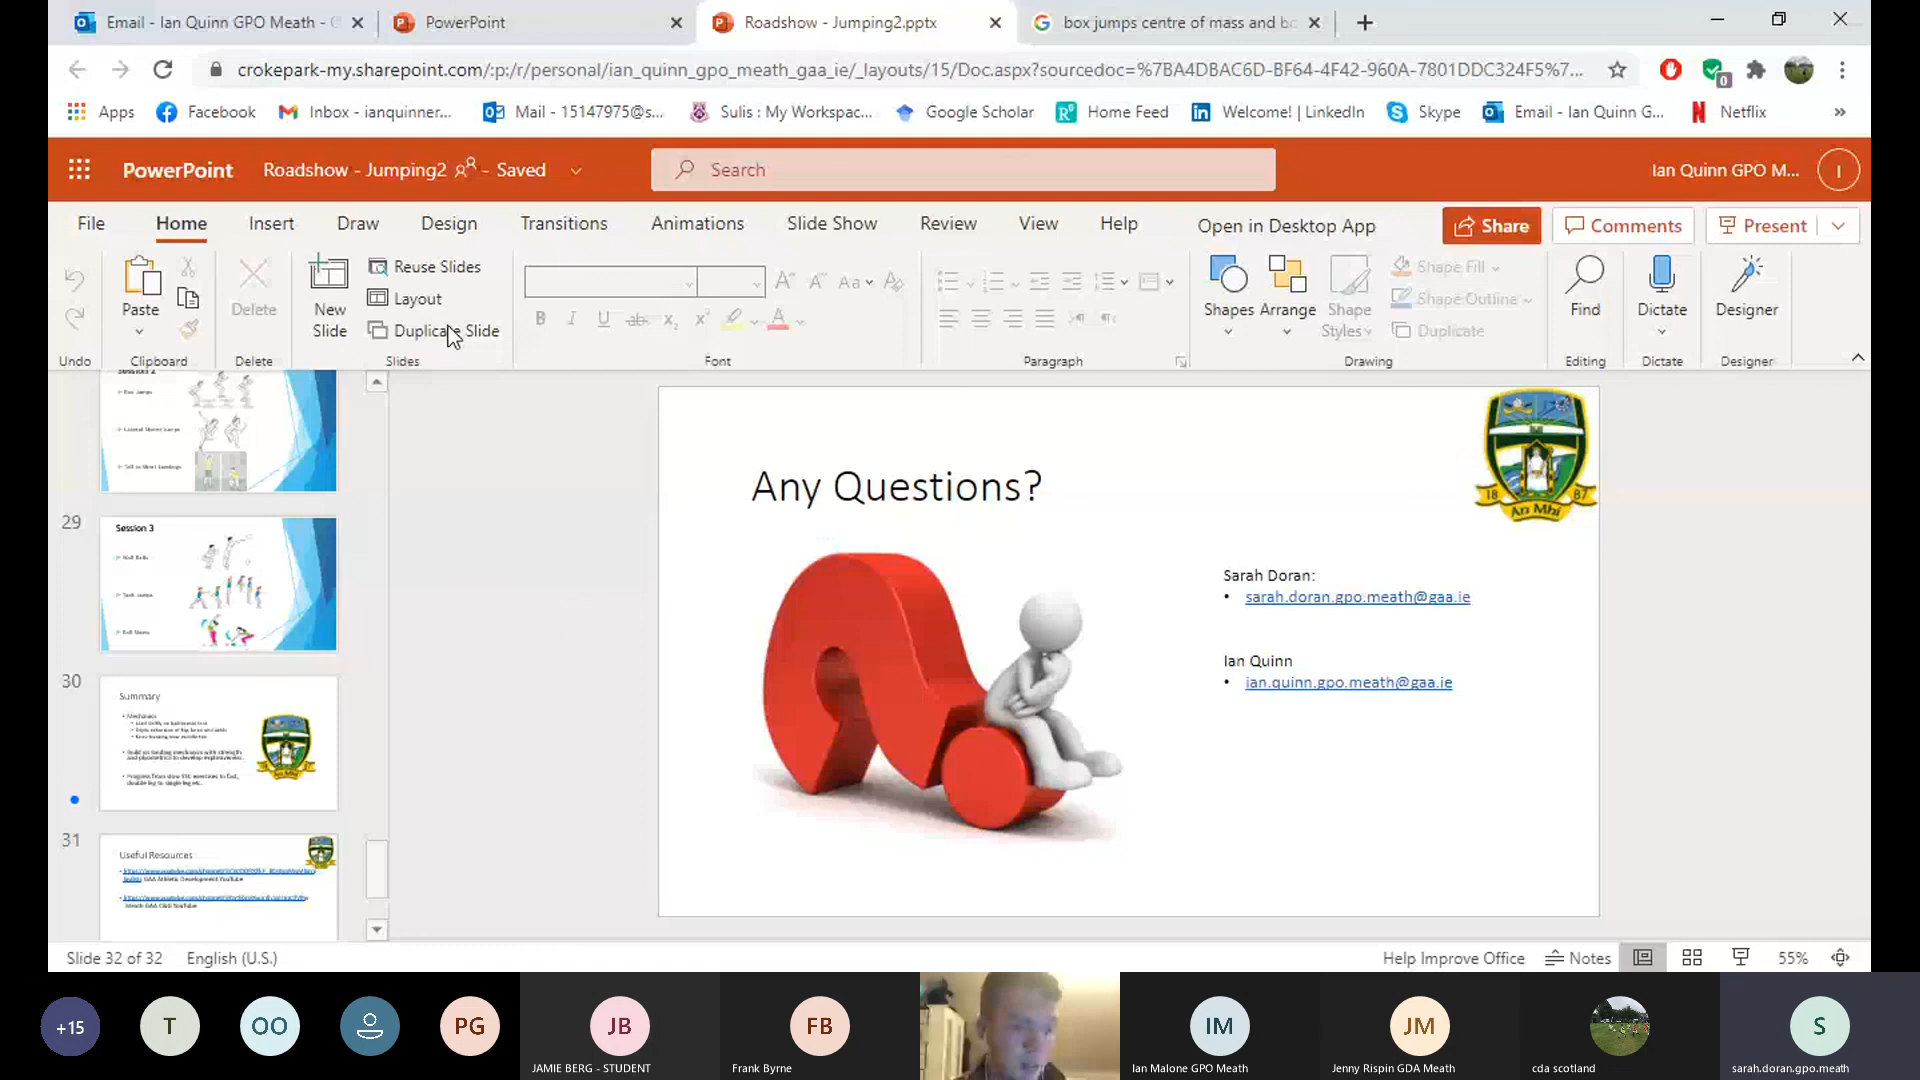 Email - Ian Quinn GPO Meath -
PowerPoint
Roadshow - Jumping2.pptx
box jumps centre of mass and
crokepark-my.sharepoint.com/:p:/r/personal/ian_quinn_gpo_meath_gaa_ie/_layouts/15/Doc.aspx?sourcedoc=%7BA4DBAC6D-BF64-4F42-960A-7801DDC324F5%7...
0
Apps
Facebook
Inbox - ianquinner...
Mail - 15147975@s...
Sulis : My Workspac...
Google Scholar
Home Feed
Welcome! | LinkedIn
Skype
Email - Ian Quinn G...
Netflix
»
PowerPoint
Roadshow - Jumping2
- Saved
Search
Ian Quinn GPO M...
I
File
Home
Insert
Draw
Design
Transitions
Animations
Slide Show
Review
View
Help
Open in Desktop App
Share
Comments
Present
Paste
Delete
New
Slide
Reuse Slides
Layout
Duplicate Slide
Shapes
Arrange
Shape
Styles
Shape Fill
Shape Outline
Duplicate
Find
Dictate
Designer
Undo
Clipboard
Delete
Slides
Font
Paragraph
Drawing
Editing
Dictate
Designer
29
Session 3
30
Summary
31
Useful Resources
GAA Athletic Development YouTube
Any Questions?
18 87
An Mhí
Sarah Doran:
• sarah.doran.gpo.meath@gaa.ie
Ian Quinn
• ian.quinn.gpo.meath@gaa.ie
Slide 32 of 32
English (U.S.)
Help Improve Office
Notes
55%
+15
T
OO
PG
JB
JAMIE BERG - STUDENT
FB
Frank Byrne
IM
Ian Malone GPO Meath
JM
Jenny Rispin GDA Meath
cda scotland
S
sarah.doran.gpo.meath